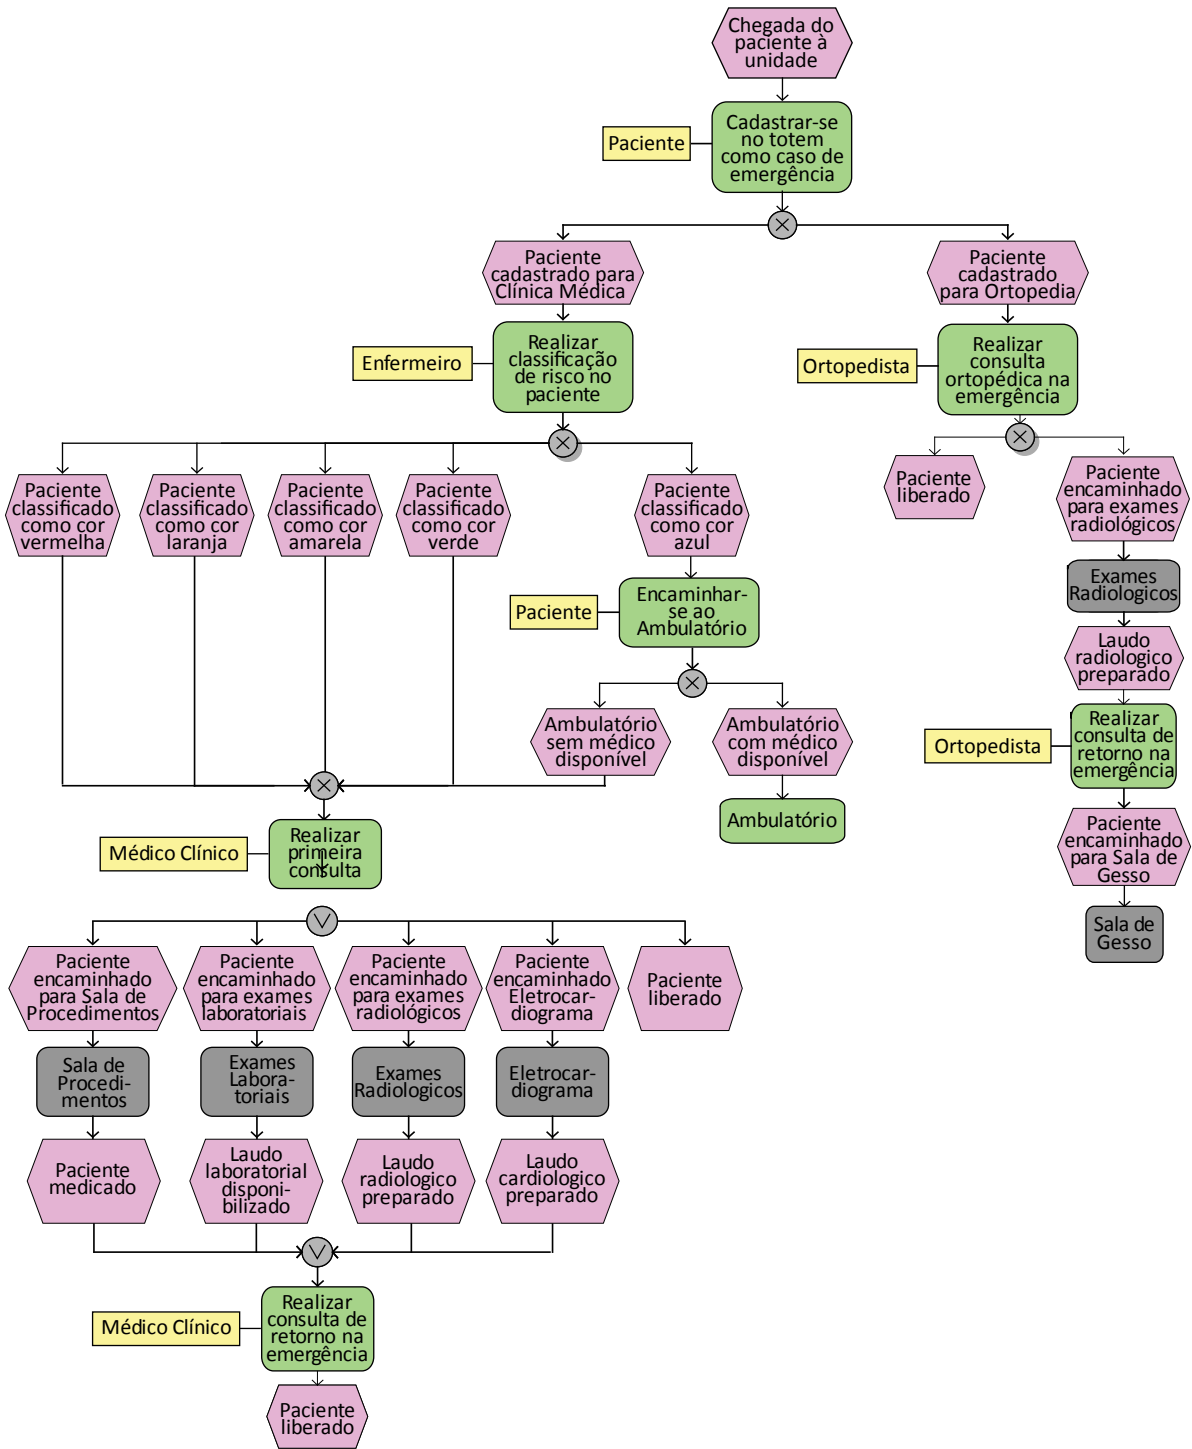 Chegada do
paciente à
unidade
Cadastrar-se
no totem
como caso de
emergência
Paciente
Paciente
cadastrado para
Clínica Médica
Paciente
cadastrado
para Ortopedia
Enfermeiro
Realizar
classificação
de risco no
paciente
Ortopedista
Realizar
consulta
ortopédica na
emergência
Paciente
classificado
como cor
vermelha
Paciente
classificado
como cor
laranja
Paciente
classificado
como cor
amarela
Paciente
classificado
como cor
verde
Paciente
classificado
como cor
azul
Paciente
liberado
Paciente
encaminhado
para exames
radiológicos
Exames
Radiologicos
Paciente
Encaminhar-
se ao
Ambulatório
Laudo
radiologico
preparado
Ambulatório
sem médico
disponível
Ambulatório
com médico
disponível
Ortopedista
Realizar
consulta de
retorno na
emergência
Ambulatório
Médico Clínico
Realizar
primeira
consulta
Paciente
encaminhado
para Sala de
Gesso
Sala de
Gesso
Paciente
encaminhado
para Sala de
Procedimentos
Paciente
encaminhado
para exames
laboratoriais
Paciente
encaminhado
para exames
radiológicos
Paciente
encaminhado
Eletrocar-
diograma
Paciente
liberado
Sala de
Procedi-
mentos
Exames
Labora-
toriais
Exames
Radiologicos
Eletrocar-
diograma
Paciente
medicado
Laudo
laboratorial
disponi-
bilizado
Laudo
radiologico
preparado
Laudo
cardiologico
preparado
Médico Clínico
Realizar
consulta de
retorno na
emergência
Paciente
liberado